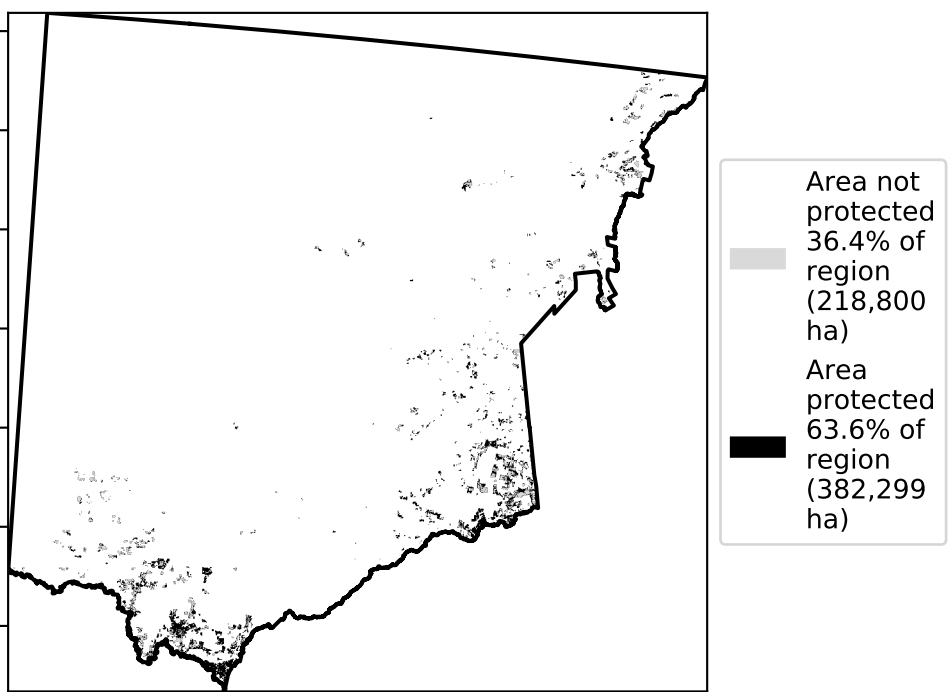 Area not
protected
36.4% of
region
(218,800
ha)
Area
protected
63.6% of
region
(382,299
ha)